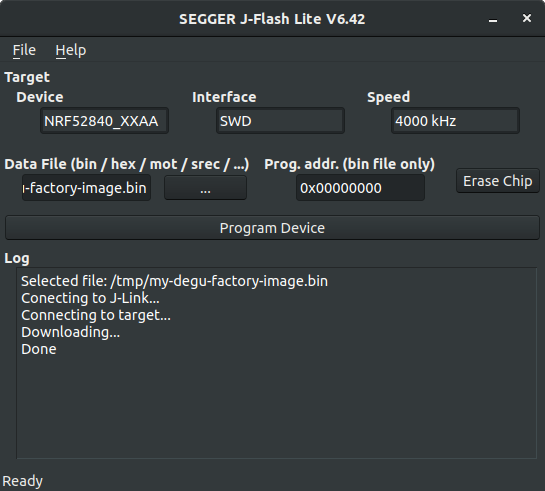 SEGGER J-Flash Lite V6.42
File Help
Target
Device Interface Speed
NRF52840_XXAA SWD 4000 kHz
Data File (bin / hex / mot / srec / ...) Prog. addr. (bin file only)
-factory-image.bin ... 0x00000000 Erase Chip
Program Device
Log
Selected file: /tmp/my-degu-factory-image.bin
Conecting to J-Link...
Connecting to target...
Downloading...
Done
Ready